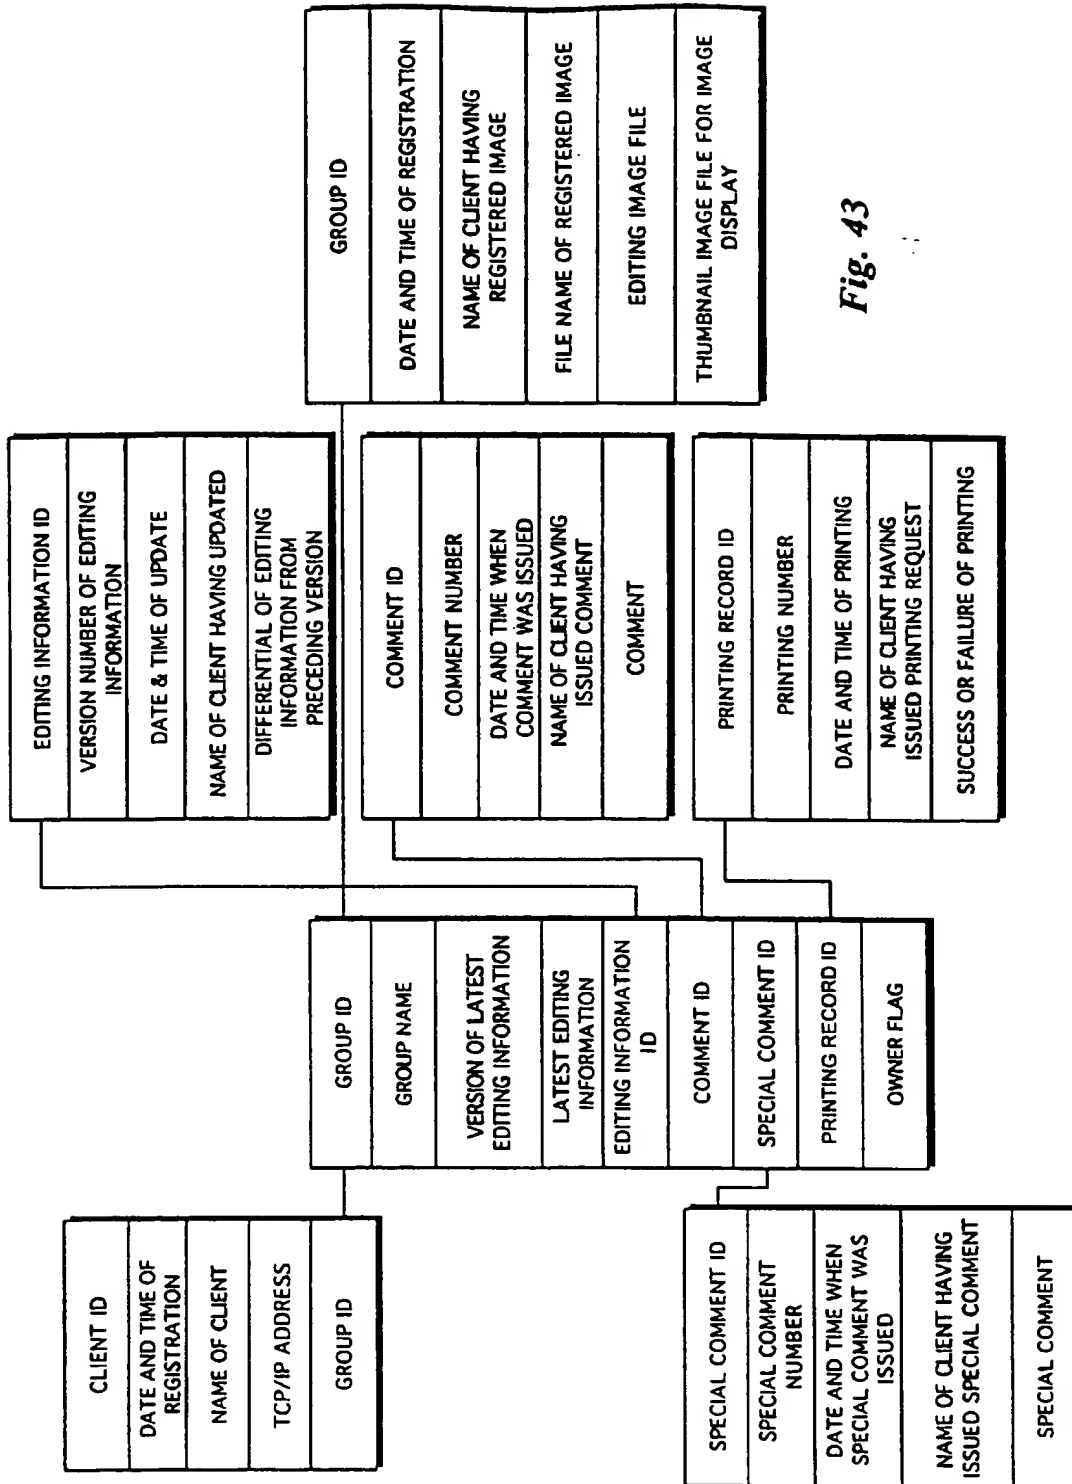 CLIENT ID
DATE AND TIME OF
REGISTRATION
NAME OF CLIENT
TCP/IP ADDRESS
GROUP ID
SPECIAL COMMENT ID
SPECIAL COMMENT
NUMBER
DATE AND TIME WHEN
SPECIAL COMMENT WAS
ISSUED
NAME OF CLIENT HAVING
ISSUED SPECIAL COMMENT
SPECIAL COMMENT
GROUP ID
GROUP NAME
VERSION OF LATEST
EDITING INFORMATION
LATEST EDITING
INFORMATION
EDITING INFORMATION
ID
COMMENT ID
SPECIAL COMMENT ID
PRINTING RECORD ID
OWNER FLAG
EDITING INFORMATION ID
VERSION NUMBER OF EDITING
INFORMATION
DATE & TIME OF UPDATE
NAME OF CLIENT HAVING UPDATED
DIFFERENTIAL OF EDITING
INFORMATION FROM
PRECEDING VERSION
COMMENT ID
COMMENT NUMBER
DATE AND TIME WHEN
COMMENT WAS ISSUED
NAME OF CLIENT HAVING
ISSUED COMMENT
COMMENT
PRINTING RECORD ID
PRINTING NUMBER
DATE AND TIME OF PRINTING
NAME OF CLIENT HAVING
ISSUED PRINTING REQUEST
SUCCESS OR FAILURE OF PRINTING
GROUP ID
DATE AND TIME OF REGISTRATION
NAME OF CLIENT HAVING
REGISTERED IMAGE
FILE NAME OF REGISTERED IMAGE
EDITING IMAGE FILE
THUMBNAIL IMAGE FILE FOR IMAGE
DISPLAY
Fig. 43